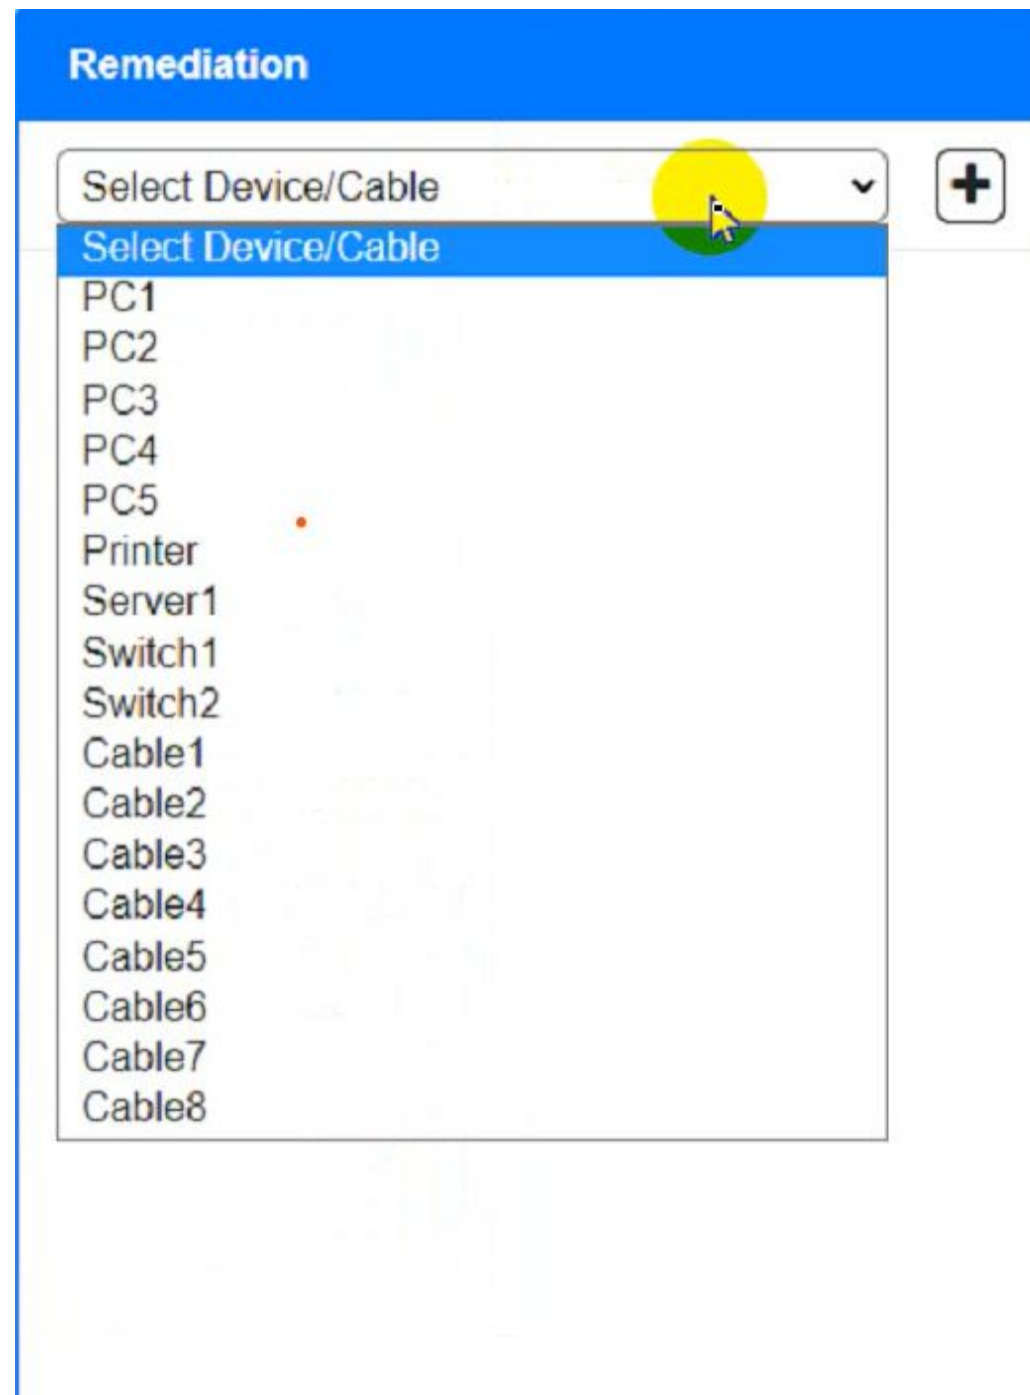 Remediation
Select Device/Cable
Select Device/Cable
PC1
PC2
PC3
PC4
PC5
Printer
Server1
Switch1
Switch2
Cable1
Cable2
Cable3
Cable4
Cable5
Cable6
Cable7
Cable8